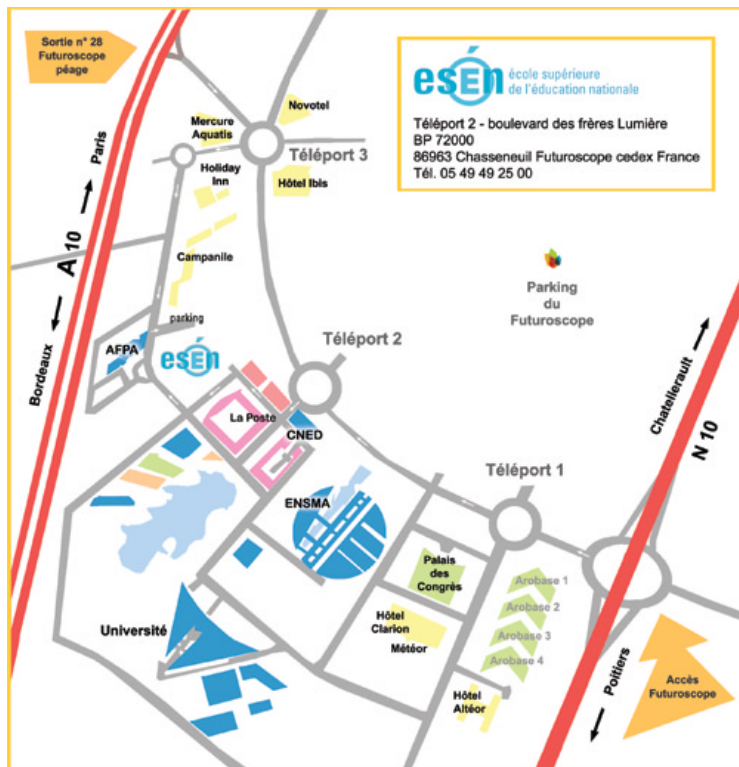 Sortie n° 28
Futuroscope
péage
esén
école supérieure
de l'éducation nationale
Téléport 2 - boulevard des frères Lumière
BP 72000
86963 Chasseneuil Futuroscope cedex France
Tél. 05 49 49 25 00
Novotel
Mercure
Aquatis
Téléport 3
Holiday
Inn
Hôtel Ibis
Paris
A 10
Bordeaux
Campanile
Parking
du
Futuroscope
parking
AFPA
esén
Téléport 2
Chatellerault
N 10
Poitiers
La Poste
CNED
Téléport 1
ENSMA
Palais
des
Congrès
Arobase 1
Arobase 2
Arobase 3
Arobase 4
Hôtel
Clarion
Météor
Université
Hôtel
Altéor
Accès
Futuroscope